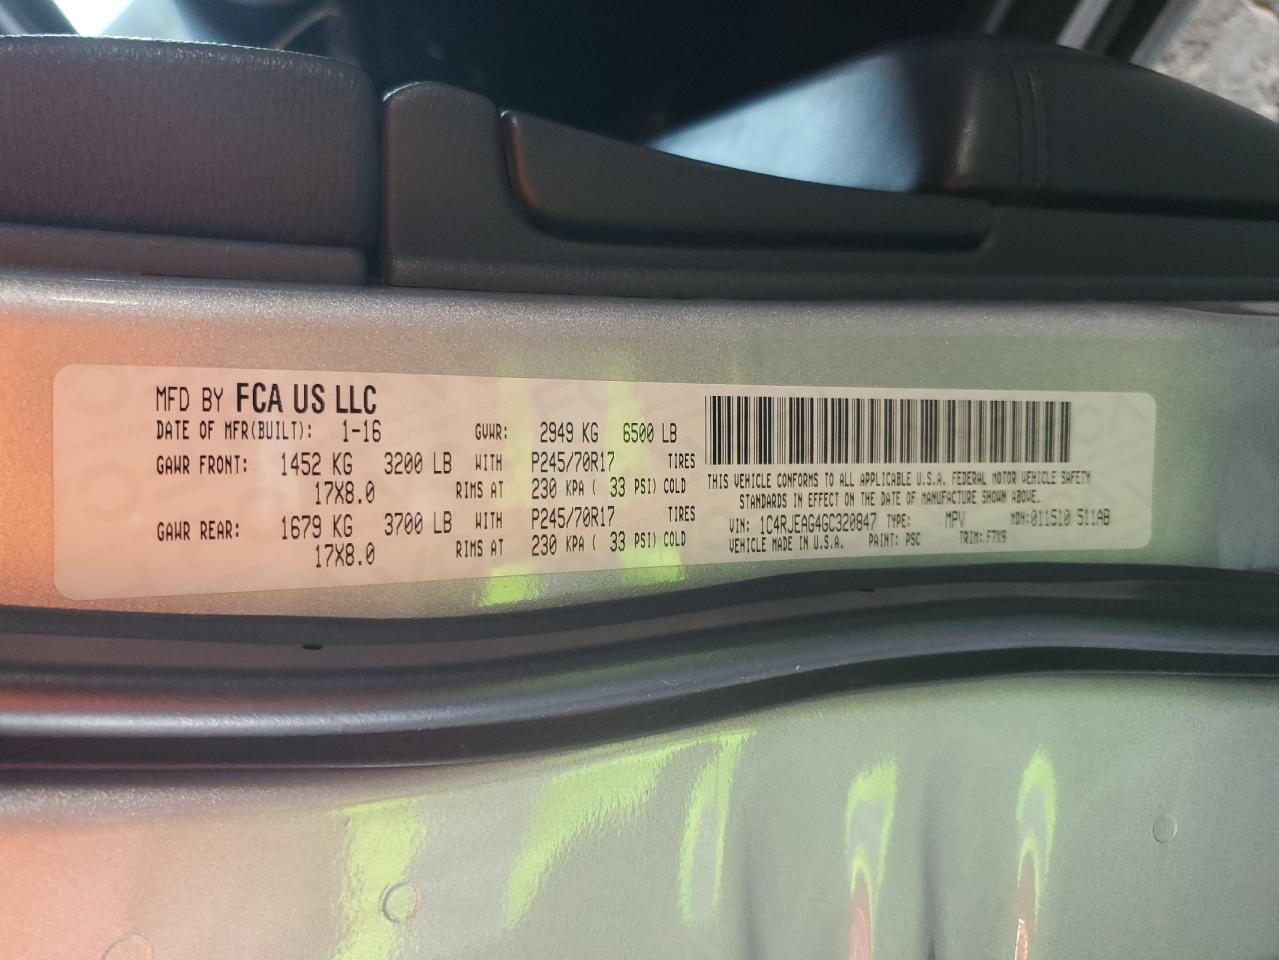 MFD BY FCA US LLC
DATE OF MFR(BUILT): 1-16 GVWR: 2949 KG 6500 LB
GAWR FRONT: 1452 KG 3200 LB WITH P245/70R17 TIRES
17X8.0 RIMS AT 230 KPA ( 33 PSI) COLD
GAWR REAR: 1679 KG 3700 LB WITH P245/70R17 TIRES
17X8.0 RIMS AT 230 KPA ( 33 PSI) COLD
THIS VEHICLE CONFORMS TO ALL APPLICABLE U.S.A. FEDERAL MOTOR VEHICLE SAFETY
STANDARDS IN EFFECT ON THE DATE OF MANUFACTURE SHOWN ABOVE.
VIN: 1C4RJEAG4GC320847 TYPE: MPV MDH: 011510 511AB
VEHICLE MADE IN U.S.A. PAINT: PSC TRIM: F7X9